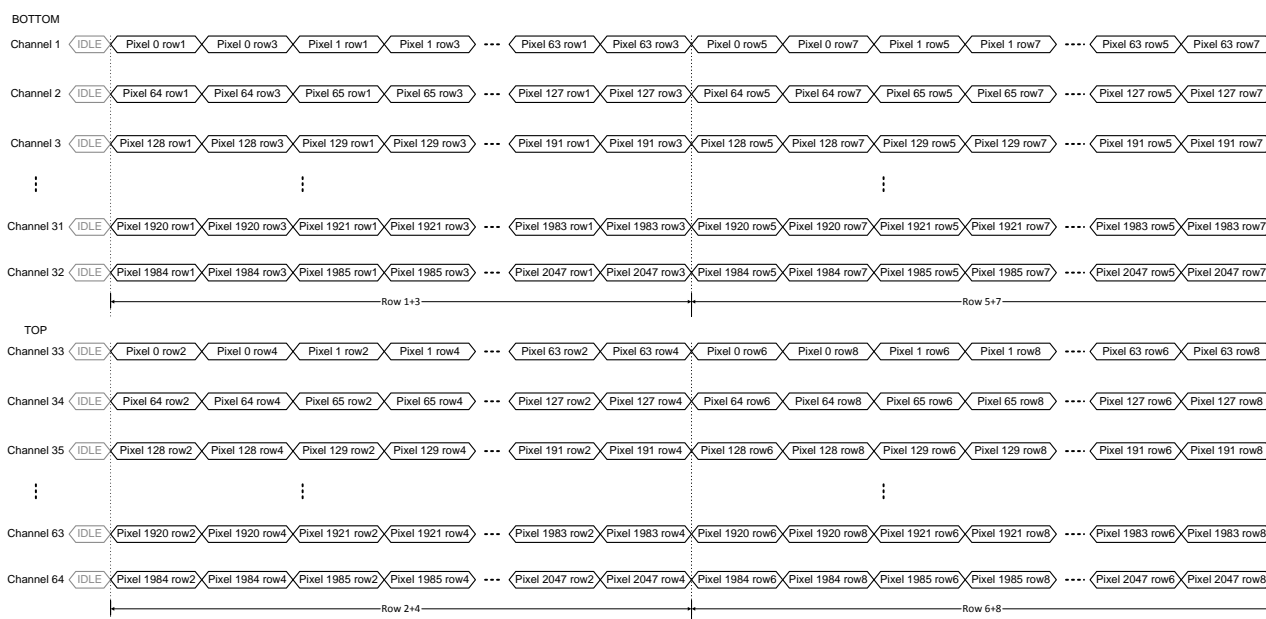 BOTTOM
Channel 1 IDLE Pixel 0 row1 Pixel 0 row3 Pixel 1 row1 Pixel 1 row3 Pixel 63 row1 Pixel 63 row3 Pixel 0 row5 Pixel 0 row7 Pixel 1 row5 Pixel 1 row7 Pixel 63 row5 Pixel 63 row7
Channel 2 IDLE Pixel 64 row1 Pixel 64 row3 Pixel 65 row1 Pixel 65 row3 Pixel 127 row1 Pixel 127 row3 Pixel 64 row5 Pixel 64 row7 Pixel 65 row5 Pixel 65 row7 Pixel 127 row5 Pixel 127 row7
Channel 3 IDLE Pixel 128 row1 Pixel 128 row3 Pixel 129 row1 Pixel 129 row3 Pixel 191 row1 Pixel 191 row3 Pixel 128 row5 Pixel 128 row7 Pixel 129 row5 Pixel 129 row7 Pixel 191 row5 Pixel 191 row7
Channel 31 IDLE Pixel 1920 row1 Pixel 1920 row3 Pixel 1921 row1 Pixel 1921 row3 Pixel 1983 row1 Pixel 1983 row3 Pixel 1920 row5 Pixel 1920 row7 Pixel 1921 row5 Pixel 1921 row7 Pixel 1983 row5 Pixel 1983 row7
Channel 32 IDLE Pixel 1984 row1 Pixel 1984 row3 Pixel 1985 row1 Pixel 1985 row3 Pixel 2047 row1 Pixel 2047 row3 Pixel 1984 row5 Pixel 1984 row7 Pixel 1985 row5 Pixel 1985 row7 Pixel 2047 row5 Pixel 2047 row7
Row 1+3 Row 5+7
TOP
Channel 33 IDLE Pixel 0 row2 Pixel 0 row4 Pixel 1 row2 Pixel 1 row4 Pixel 63 row2 Pixel 63 row4 Pixel 0 row6 Pixel 0 row8 Pixel 1 row6 Pixel 1 row8 Pixel 63 row6 Pixel 63 row8
Channel 34 IDLE Pixel 64 row2 Pixel 64 row4 Pixel 65 row2 Pixel 65 row4 Pixel 127 row2 Pixel 127 row4 Pixel 64 row6 Pixel 64 row8 Pixel 65 row6 Pixel 65 row8 Pixel 127 row6 Pixel 127 row8
Channel 35 IDLE Pixel 128 row2 Pixel 128 row4 Pixel 129 row2 Pixel 129 row4 Pixel 191 row2 Pixel 191 row4 Pixel 128 row6 Pixel 128 row8 Pixel 129 row6 Pixel 129 row8 Pixel 191 row6 Pixel 191 row8
Channel 63 IDLE Pixel 1920 row2 Pixel 1920 row4 Pixel 1921 row2 Pixel 1921 row4 Pixel 1983 row2 Pixel 1983 row4 Pixel 1920 row6 Pixel 1920 row8 Pixel 1921 row6 Pixel 1921 row8 Pixel 1983 row6 Pixel 1983 row8
Channel 64 IDLE Pixel 1984 row2 Pixel 1984 row4 Pixel 1985 row2 Pixel 1985 row4 Pixel 2047 row2 Pixel 2047 row4 Pixel 1984 row6 Pixel 1984 row8 Pixel 1985 row6 Pixel 1985 row8 Pixel 2047 row6 Pixel 2047 row8
Row 2+4 Row 6+8